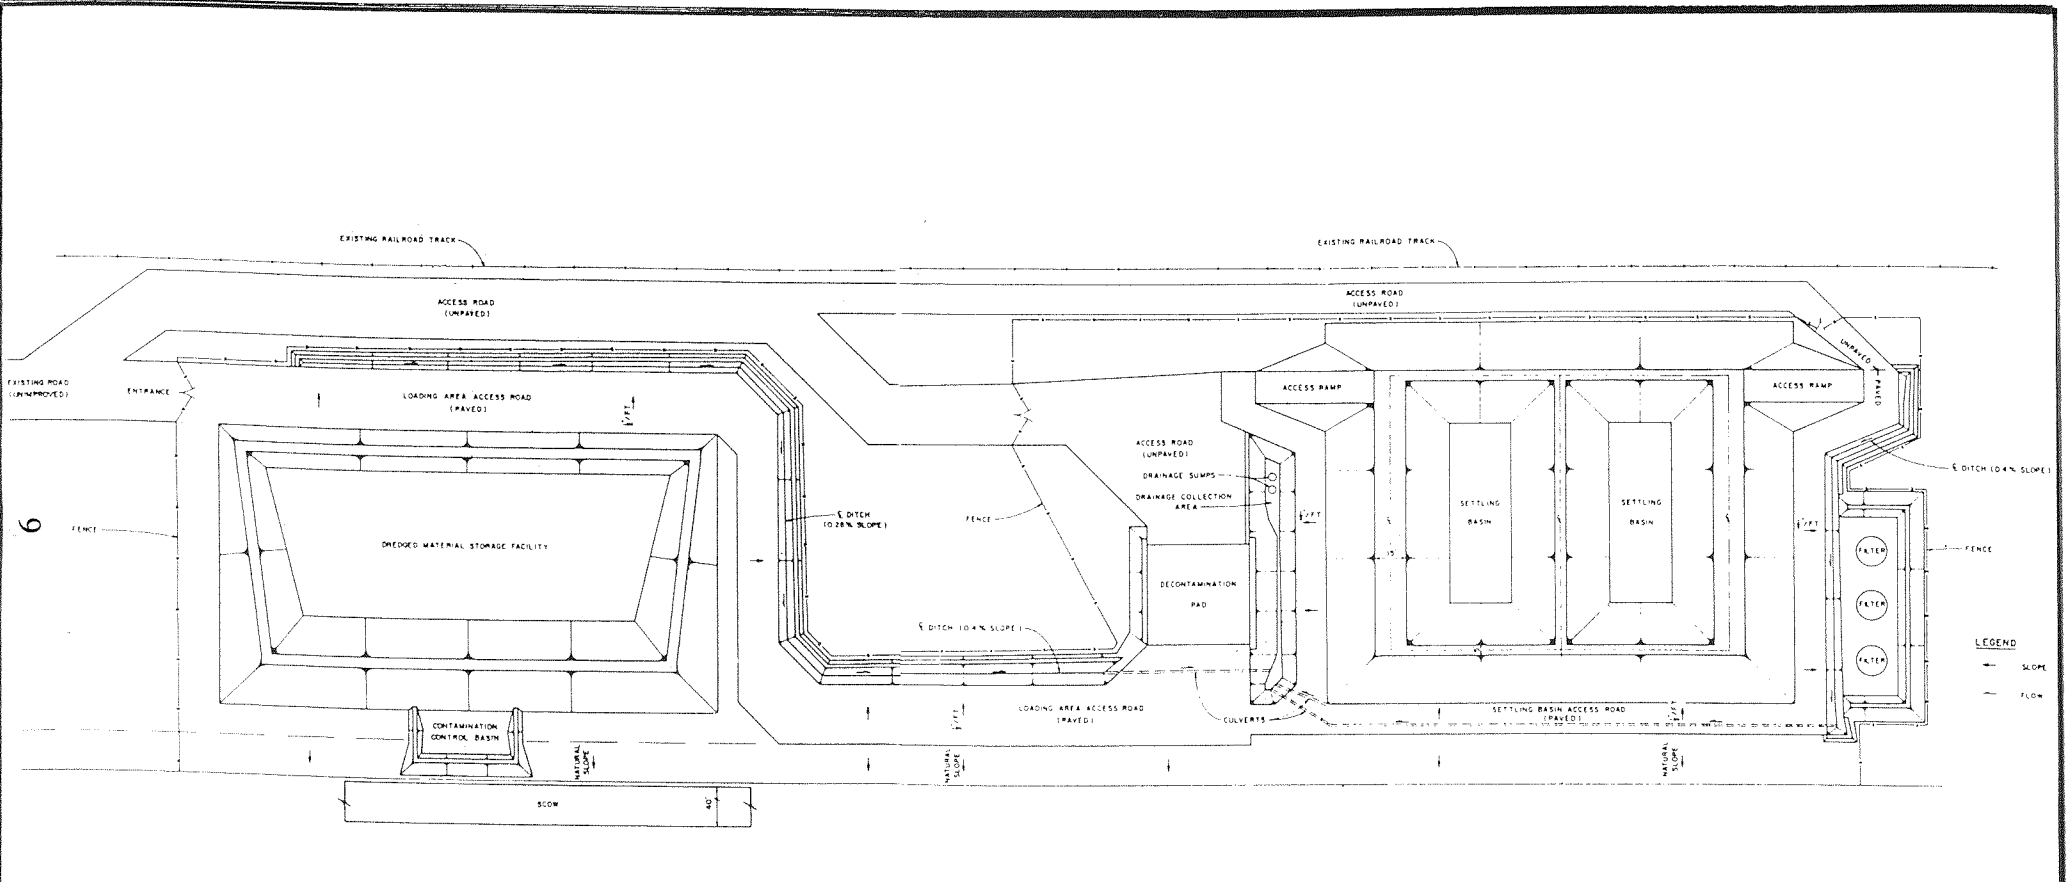 EXISTING RAILROAD TRACK
EXISTING RAILROAD TRACK
ACCESS ROAD
(UNPAVED)
ACCESS ROAD
(UNPAVED)
UNPAVED
PAVED
EXISTING ROAD
(UNIMPROVED)
ENTRANCE
LOADING AREA ACCESS ROAD
(PAVED)
ACCESS RAMP
ACCESS RAMP
ACCESS ROAD
(UNPAVED)
DRAINAGE SUMPS
DRAINAGE COLLECTION
AREA
℄ DITCH (0.4% SLOPE)
SETTLING
BASIN
SETTLING
BASIN
9
FENCE
℄ DITCH
(0.28% SLOPE)
FENCE
DREDGED MATERIAL STORAGE FACILITY
FILTER
FENCE
DECONTAMINATION
PAD
FILTER
℄ DITCH (0.4% SLOPE)
FILTER
LEGEND
SLOPE
FLOW
LOADING AREA ACCESS ROAD
(PAVED)
CULVERTS
SETTLING BASIN ACCESS ROAD
(PAVED)
CONTAMINATION
CONTROL BASIN
NATURAL
SLOPE
NATURAL
SLOPE
NATURAL
SLOPE
SCOW
40'